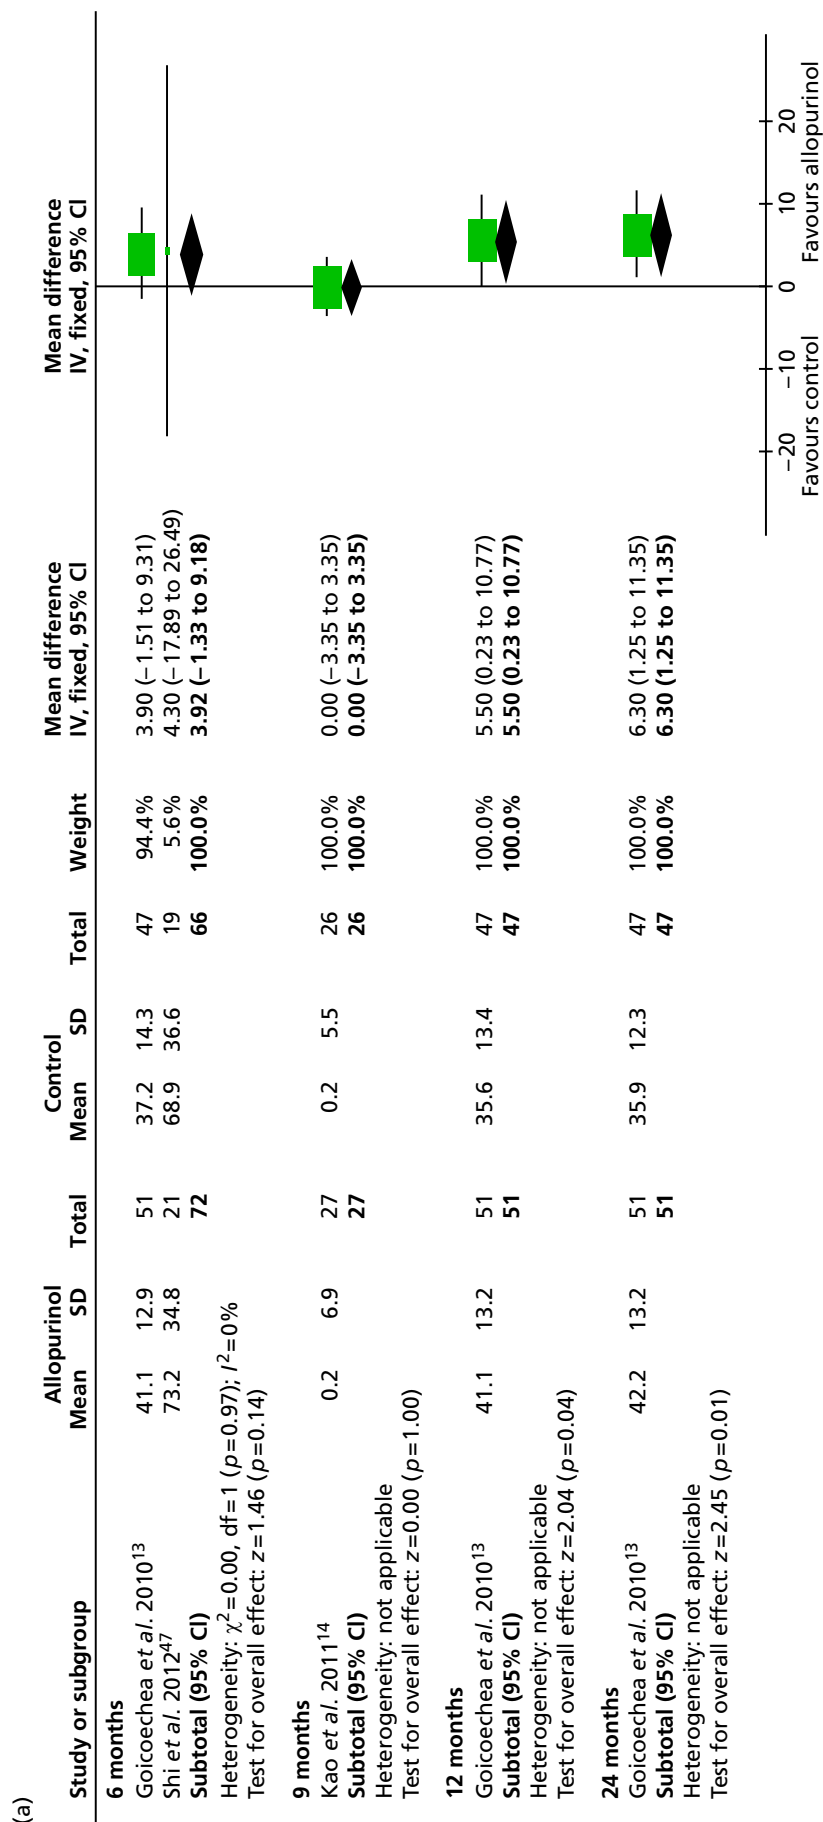 (a)
Allopurinol Control Mean difference Mean difference
Study or subgroup Mean SD Total Mean SD Total Weight IV, fixed, 95% CI IV, fixed, 95% CI
6 months
Goicoechea et al. 2010¹³ 41.1 12.9 51 37.2 14.3 47 94.4% 3.90 (−1.51 to 9.31)
Shi et al. 2012⁴⁷ 73.2 34.8 21 68.9 36.6 19 5.6% 4.30 (−17.89 to 26.49)
Subtotal (95% CI) 72 66 100.0% 3.92 (−1.33 to 9.18)
Heterogeneity: χ²=0.00, df=1 (p=0.97); I²=0%
Test for overall effect: z=1.46 (p=0.14)
9 months
Kao et al. 2011¹⁴ 0.2 6.9 27 0.2 5.5 26 100.0% 0.00 (−3.35 to 3.35)
Subtotal (95% CI) 27 26 100.0% 0.00 (−3.35 to 3.35)
Heterogeneity: not applicable
Test for overall effect: z=0.00 (p=1.00)
12 months
Goicoechea et al. 2010¹³ 41.1 13.2 51 35.6 13.4 47 100.0% 5.50 (0.23 to 10.77)
Subtotal (95% CI) 51 47 100.0% 5.50 (0.23 to 10.77)
Heterogeneity: not applicable
Test for overall effect: z=2.04 (p=0.04)
24 months
Goicoechea et al. 2010¹³ 42.2 13.2 51 35.9 12.3 47 100.0% 6.30 (1.25 to 11.35)
Subtotal (95% CI) 51 47 100.0% 6.30 (1.25 to 11.35)
Heterogeneity: not applicable
Test for overall effect: z=2.45 (p=0.01)
−20 −10 0 10 20
Favours control Favours allopurinol